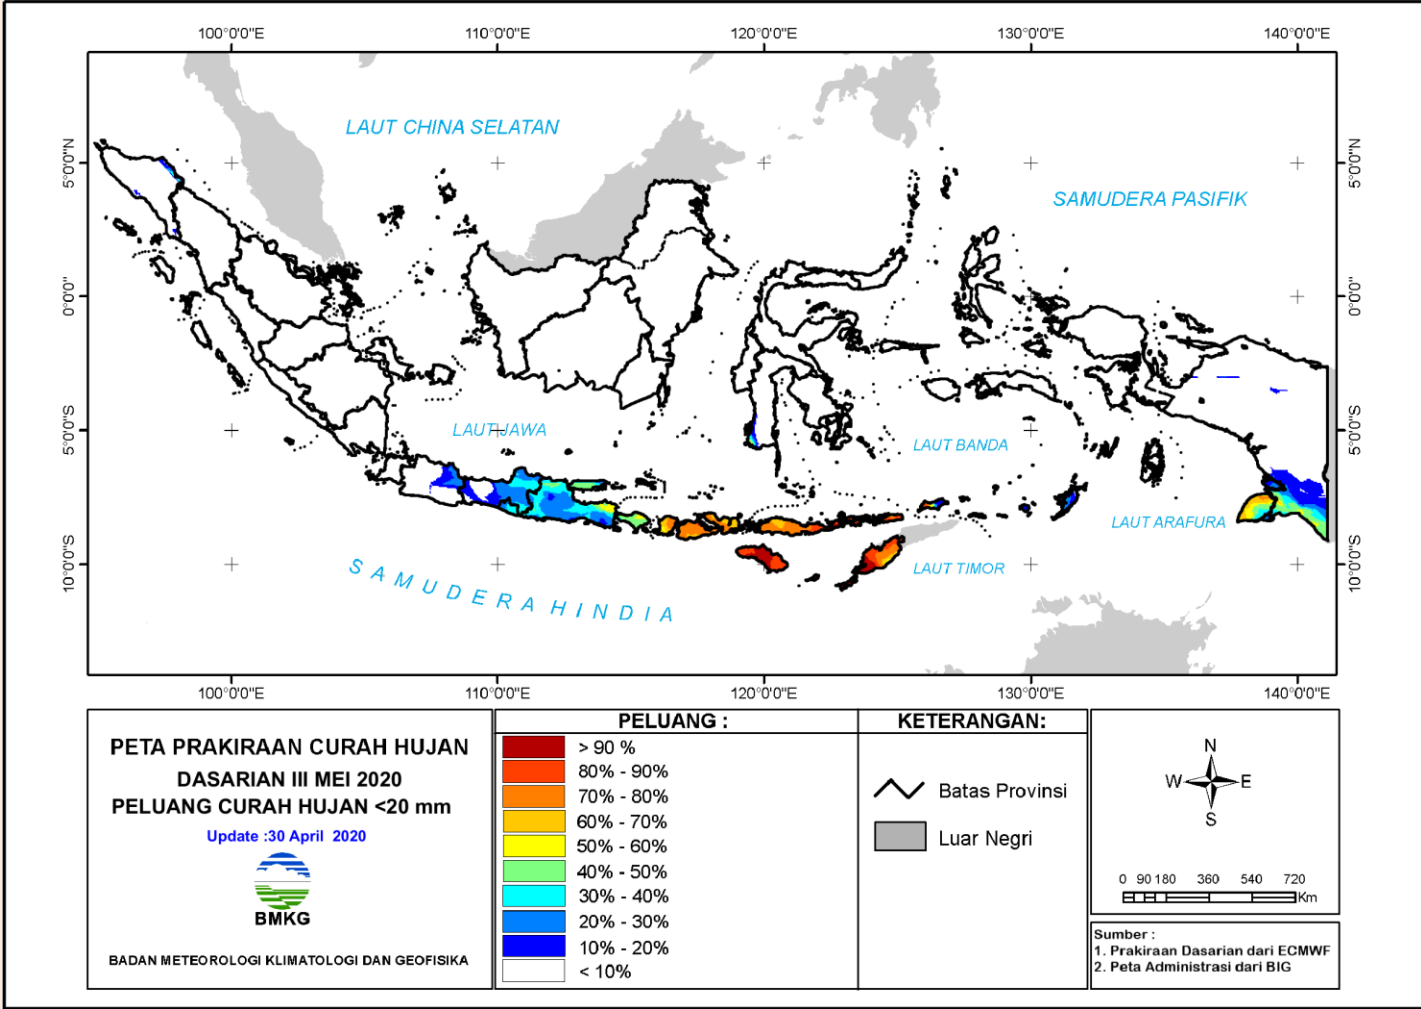 100°0'0"E 110°0'0"E 120°0'0"E 130°0'0"E 140°0'0"E
LAUT CHINA SELATAN
5°0'0"N 5°0'0"N
SAMUDERA PASIFIK
0°0'0" 0°0'0"
LAUT JAWA
5°0'0"S 5°0'0"S
LAUT BANDA
LAUT ARAFURA
10°0'0"S 10°0'0"S
LAUT TIMOR
SAMUDERA HINDIA
100°0'0"E 110°0'0"E 120°0'0"E 130°0'0"E 140°0'0"E
PETA PRAKIRAAN CURAH HUJAN
DASARIAN III MEI 2020
PELUANG CURAH HUJAN <20 mm
Update :30 April 2020
BMKG
BADAN METEOROLOGI KLIMATOLOGI DAN GEOFISIKA
PELUANG :
> 90 %
80% - 90%
70% - 80%
60% - 70%
50% - 60%
40% - 50%
30% - 40%
20% - 30%
10% - 20%
< 10%
KETERANGAN:
Batas Provinsi
Luar Negri
N
W E
S
0 90 180 360 540 720
Km
Sumber :
1. Prakiraan Dasarian dari ECMWF
2. Peta Administrasi dari BIG